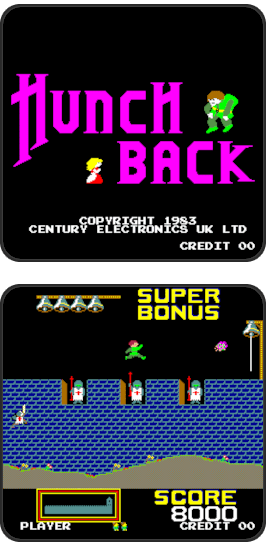 HUNCH
BACK
COPYRIGHT 1983
CENTURY ELECTRONICS UK LTD
CREDIT 00
SUPER
BONUS
SCORE
8000
PLAYER
CREDIT 00